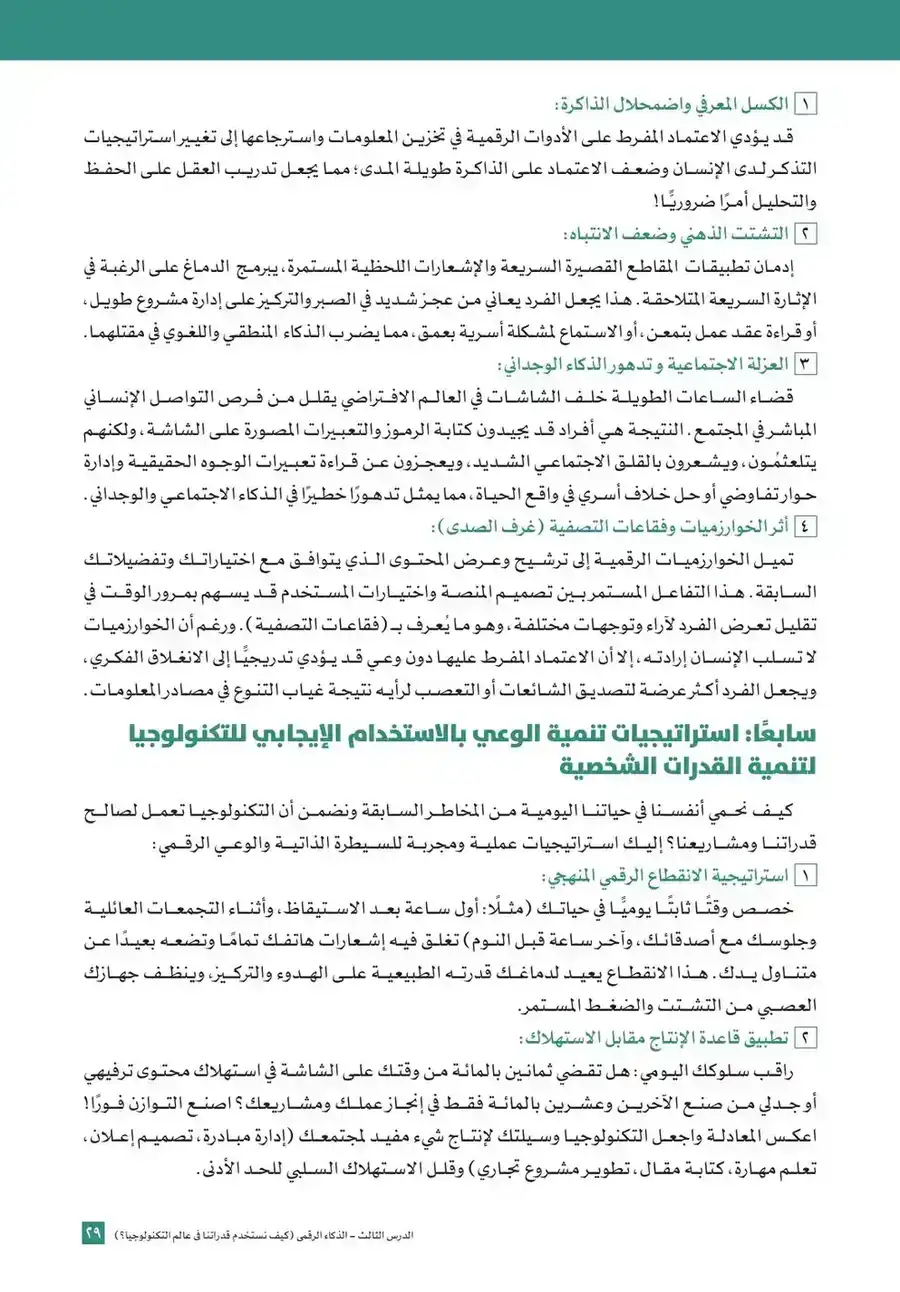 ١ الكسل المعرفي واضمحلال الذاكرة:
قد يؤدي الاعتماد المفرط على الأدوات الرقمية في تخزين المعلومات واسترجاعها إلى تغيير استراتيجيات
التذكر لدى الإنسان وضعف الاعتماد على الذاكرة طويلة المدى؛ مما يجعل تدريب العقل على الحفظ
والتحليل أمرًا ضروريًّا!
٢ التشتت الذهني وضعف الانتباه:
إدمان تطبيقات المقاطع القصيرة السريعة والإشعارات اللحظية المستمرة، يبرمج الدماغ على الرغبة في
الإثارة السريعة المتلاحقة. هذا يجعل الفرد يعاني من عجز شديد في الصبر والتركيز على إدارة مشروع طويل،
أو قراءة عقد عمل بتمعن، أو الاستماع لمشكلة أسرية بعمق، مما يضرب الذكاء المنطقي واللغوي في مقتلهما.
٣ العزلة الاجتماعية وتدهور الذكاء الوجداني:
قضاء الساعات الطويلة خلف الشاشات في العالم الافتراضي يقلل من فرص التواصل الإنساني
المباشر في المجتمع. النتيجة هي أفراد قد يجيدون كتابة الرموز والتعبيرات المصورة على الشاشة، ولكنهم
يتلعثمُون، ويشعرون بالقلق الاجتماعي الشديد، ويعجزون عن قراءة تعبيرات الوجوه الحقيقية وإدارة
حوار تفاوضي أو حل خلاف أسري في واقع الحياة، مما يمثل تدهورًا خطيرًا في الذكاء الاجتماعي والوجداني.
٤ أثر الخوارزميات وفقاعات التصفية (غرف الصدى):
تميل الخوارزميات الرقمية إلى ترشيح وعرض المحتوى الذي يتوافق مع اختياراتك وتفضيلاتك
السابقة. هذا التفاعل المستمر بين تصميم المنصة واختيارات المستخدم قد يسهم بمرور الوقت في
تقليل تعرض الفرد لآراء وتوجهات مختلفة، وهو ما يُعرف بـ (فقاعات التصفية). ورغم أن الخوارزميات
لا تسلب الإنسان إرادته، إلا أن الاعتماد المفرط عليها دون وعي قد يؤدي تدريجيًّا إلى الانغلاق الفكري،
ويجعل الفرد أكثر عرضة لتصديق الشائعات أو التعصب لرأيه نتيجة غياب التنوع في مصادر المعلومات.
سابعًا: استراتيجيات تنمية الوعي بالاستخدام الإيجابي للتكنولوجيا
لتنمية القدرات الشخصية
كيف نحمي أنفسنا في حياتنا اليومية من المخاطر السابقة ونضمن أن التكنولوجيا تعمل لصالح
قدراتنا ومشاريعنا؟ إليك استراتيجيات عملية ومجربة للسيطرة الذاتية والوعي الرقمي:
١ استراتيجية الانقطاع الرقمي المنهجي:
خصص وقتًا ثابتًا يوميًّا في حياتك (مثلًا: أول ساعة بعد الاستيقاظ، وأثناء التجمعات العائلية
وجلوسك مع أصدقائك، وآخر ساعة قبل النوم) تغلق فيه إشعارات هاتفك تمامًا وتضعه بعيدًا عن
متناول يدك. هذا الانقطاع يعيد لدماغك قدرته الطبيعية على الهدوء والتركيز، وينظف جهازك
العصبي من التشتت والضغط المستمر.
٢ تطبيق قاعدة الإنتاج مقابل الاستهلاك:
راقب سلوكك اليومي: هل تقضي ثمانين بالمائة من وقتك على الشاشة في استهلاك محتوى ترفيهي
أو جدلي من صنع الآخرين وعشرين بالمائة فقط في إنجاز عملك ومشاريعك؟ اصنع التوازن فورًا!
اعكس المعادلة واجعل التكنولوجيا وسيلتك لإنتاج شيء مفيد لمجتمعك (إدارة مبادرة، تصميم إعلان،
تعلم مهارة، كتابة مقال، تطوير مشروع تجاري) وقلل الاستهلاك السلبي للحد الأدنى.
الدرس الثالث - الذكاء الرقمى (كيف نستخدم قدراتنا فى عالم التكنولوجيا؟) ٢٩